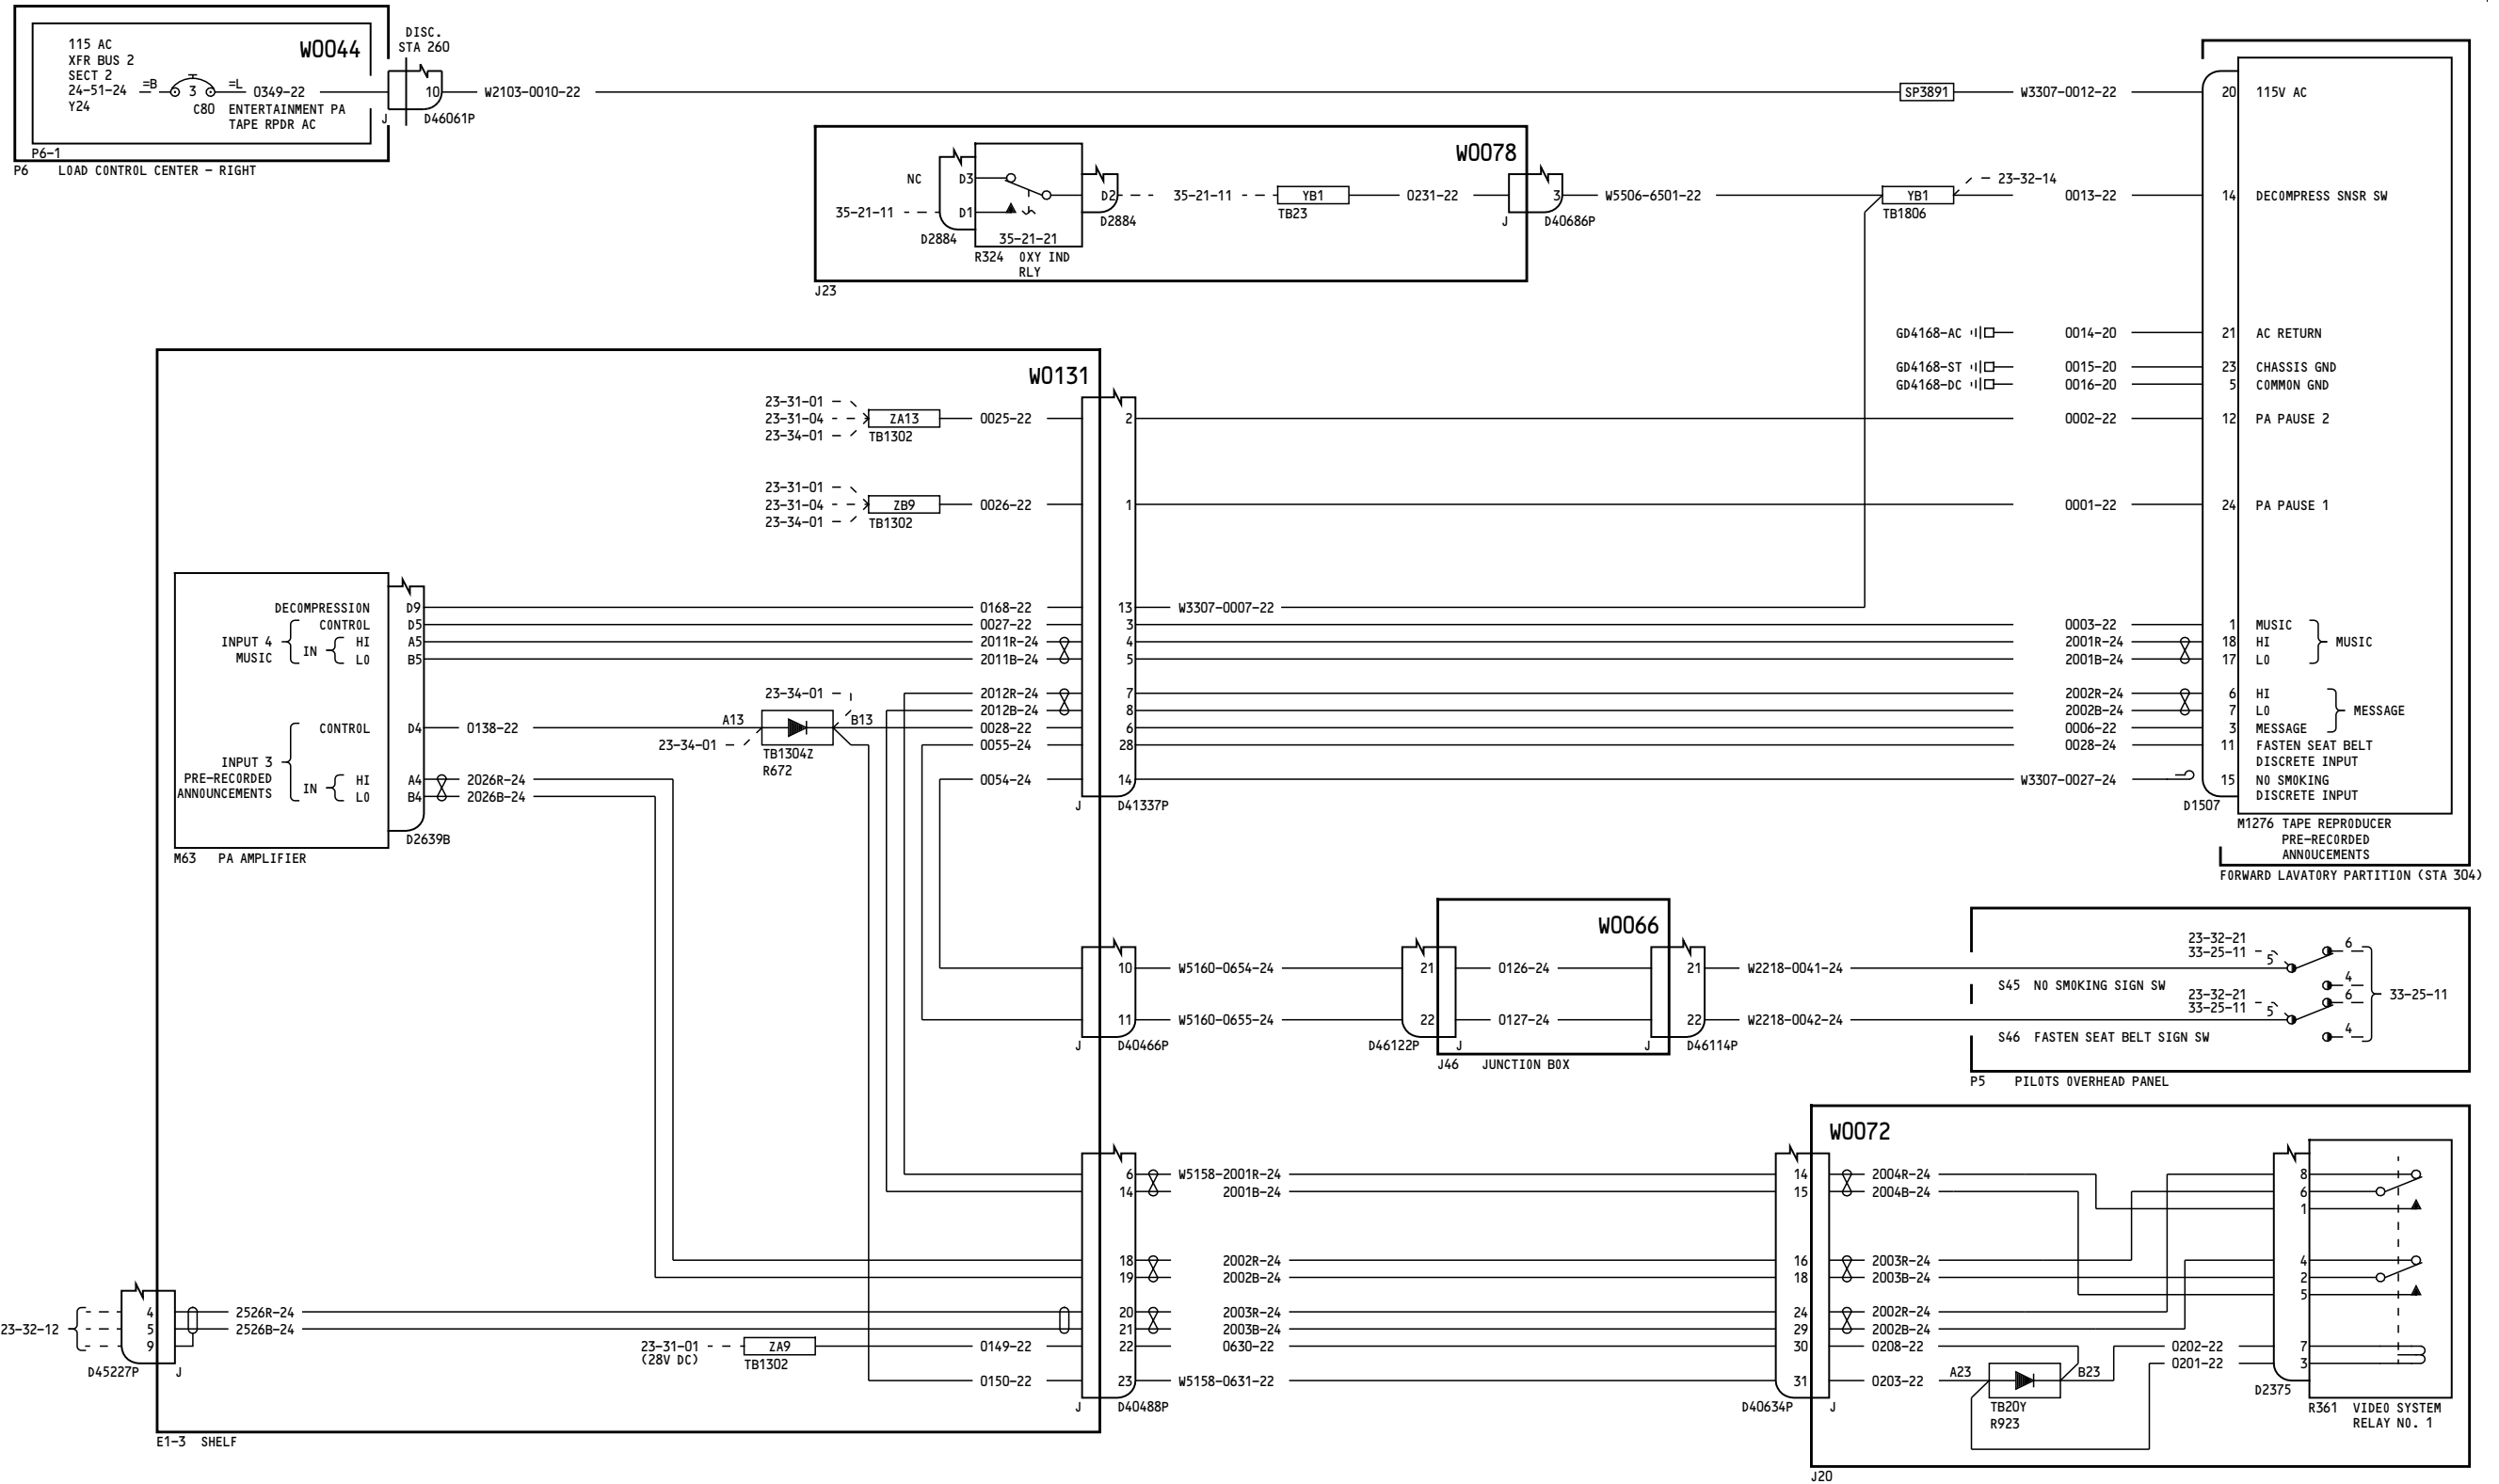 115 AC
XFR BUS 2
SECT 2
24-51-24
Y24
W0044
=B
3
=L
0349-22
C80
ENTERTAINMENT PA
TAPE RPDR AC
P6-1
P6 LOAD CONTROL CENTER - RIGHT
DISC.
STA 260
10
J
D46061P
W2103-0010-22
SP3891
W3307-0012-22
20 115V AC
W0078
NC
D3
35-21-11
D1
D2
D2884
D2884
35-21-21
R324 OXY IND
RLY
35-21-11
YB1
TB23
0231-22
3
J
D40686P
J23
W5506-6501-22
YB1
TB1806
23-32-14
0013-22
14 DECOMPRESS SNSR SW
GD4168-AC
0014-20
21 AC RETURN
GD4168-ST
0015-20
23 CHASSIS GND
GD4168-DC
0016-20
5 COMMON GND
W0131
23-31-01
23-31-04
23-34-01
ZA13
TB1302
0025-22
2
0002-22
12 PA PAUSE 2
23-31-01
23-31-04
23-34-01
ZB9
TB1302
0026-22
1
0001-22
24 PA PAUSE 1
DECOMPRESSION
D9
0168-22
13
W3307-0007-22
CONTROL
D5
0027-22
3
0003-22
1 MUSIC
INPUT 4
MUSIC
IN
HI
A5
2011R-24
4
2001R-24
18 HI
MUSIC
LO
B5
2011B-24
5
2001B-24
17 LO
23-34-01
2012R-24
7
2002R-24
6 HI
2012B-24
8
2002B-24
7 LO
MESSAGE
CONTROL
D4
0138-22
A13
B13
23-34-01
TB1304Z
R672
0028-22
6
0006-22
3 MESSAGE
0055-24
28
0028-24
11 FASTEN SEAT BELT
DISCRETE INPUT
INPUT 3
PRE-RECORDED
ANNOUNCEMENTS
IN
HI
A4
2026R-24
LO
B4
2026B-24
0054-24
14
W3307-0027-24
15 NO SMOKING
DISCRETE INPUT
J
D41337P
D1507
D2639B
M63 PA AMPLIFIER
M1276 TAPE REPRODUCER
PRE-RECORDED
ANNOUCEMENTS
FORWARD LAVATORY PARTITION (STA 304)
W0066
10
W5160-0654-24
21
0126-24
21
W2218-0041-24
11
W5160-0655-24
22
0127-24
22
W2218-0042-24
J
D40466P
D46122P
J
J
D46114P
J46 JUNCTION BOX
23-32-21
33-25-11
5
6
4
S45 NO SMOKING SIGN SW
23-32-21
33-25-11
5
6
4
S46 FASTEN SEAT BELT SIGN SW
33-25-11
P5 PILOTS OVERHEAD PANEL
W0072
6
W5158-2001R-24
14
2004R-24
8
14
2001B-24
15
2004B-24
6
1
18
2002R-24
16
2003R-24
4
19
2002B-24
18
2003B-24
2
5
20
2003R-24
24
2002R-24
21
2003B-24
29
2002B-24
22
0630-22
30
0208-22
0202-22
7
0201-22
3
23
W5158-0631-22
31
0203-22
A23
B23
TB20Y
R923
D2375
J
D40488P
D40634P
J
R361 VIDEO SYSTEM
RELAY NO. 1
J20
23-32-12
4
5
9
2526R-24
2526B-24
D45227P
J
23-31-01
(28V DC)
ZA9
TB1302
0149-22
0150-22
E1-3 SHELF